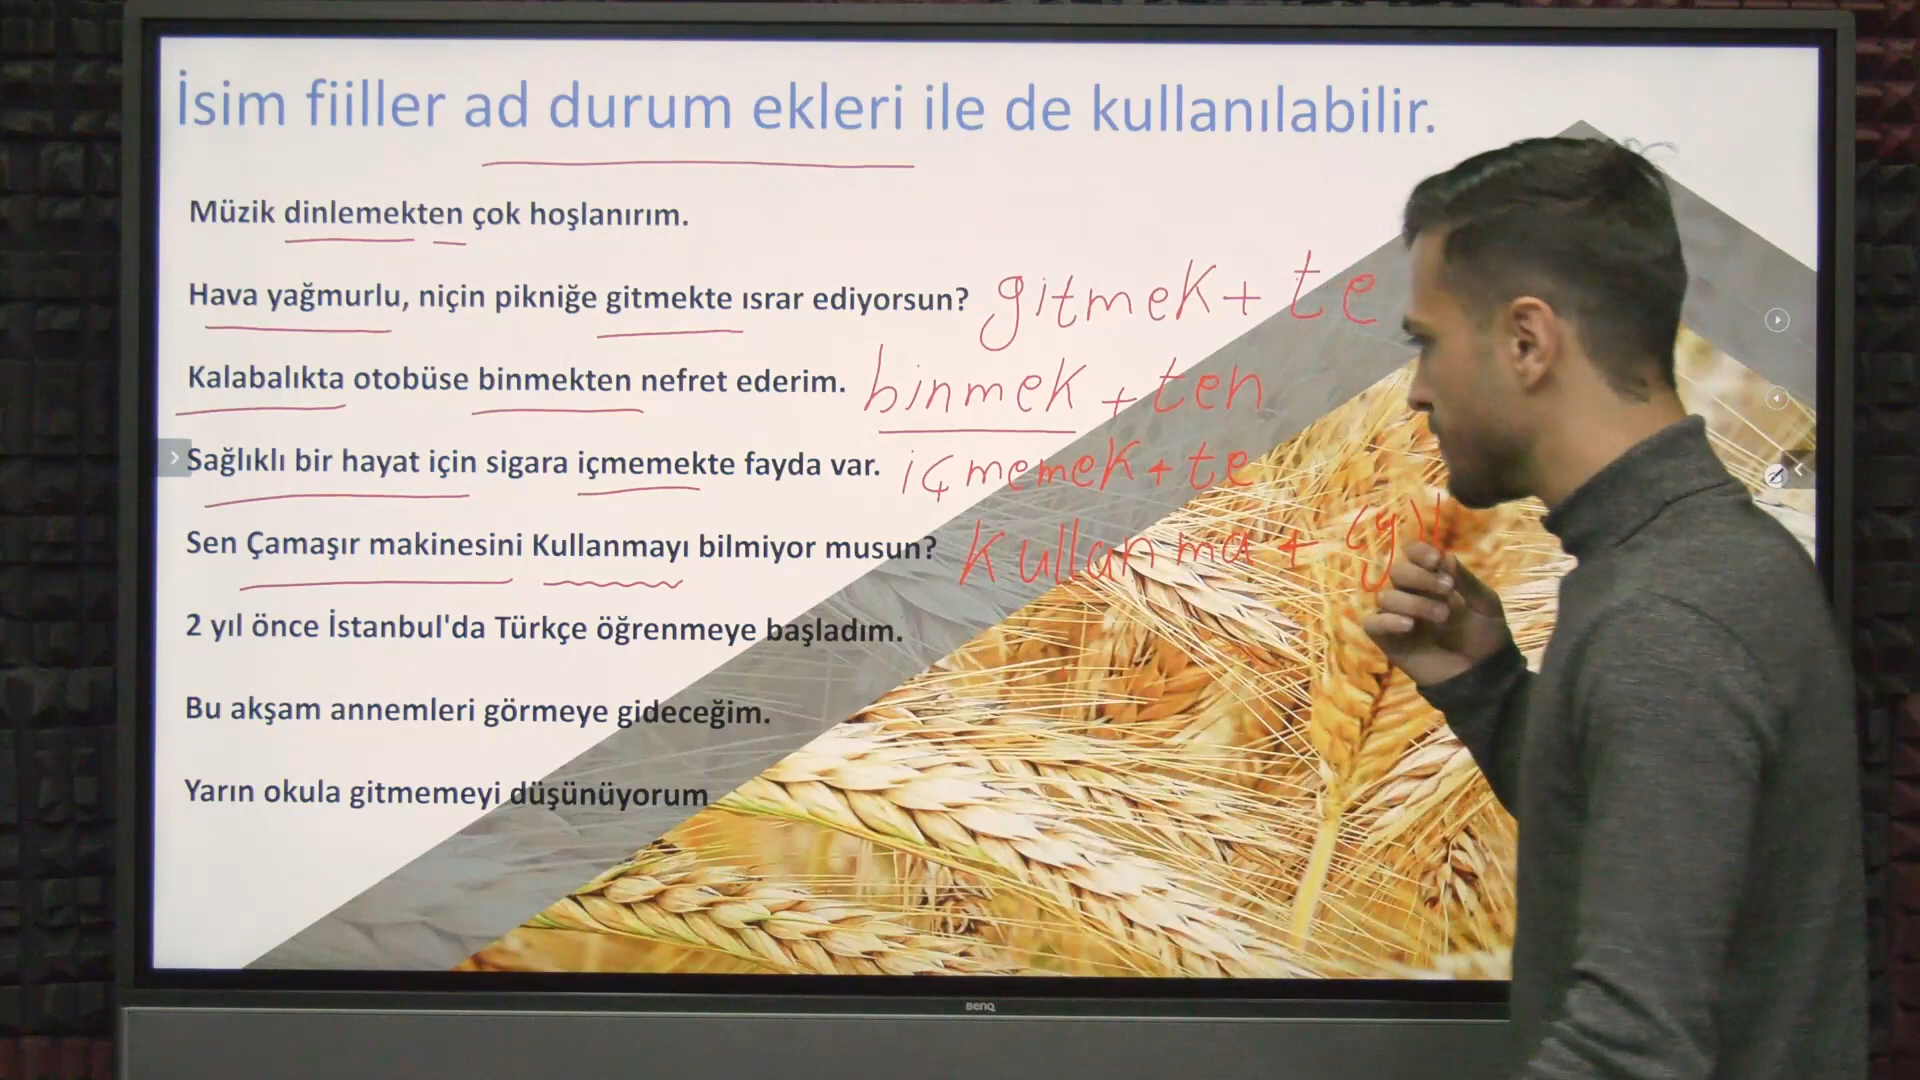 İsim fiiller ad durum ekleri ile de kullanılabilir.
Müzik dinlemekten çok hoşlanırım.
Hava yağmurlu, niçin pikniğe gitmekte ısrar ediyorsun? gitmek + te
Kalabalıkta otobüse binmekten nefret ederim. binmek + ten
Sağlıklı bir hayat için sigara içmemekte fayda var. içmemek + te
Sen Çamaşır makinesini Kullanmayı bilmiyor musun? Kullanma + (y)ı
2 yıl önce İstanbul'da Türkçe öğrenmeye başladım.
Bu akşam annemleri görmeye gideceğim.
Yarın okula gitmemeyi düşünüyorum
BenQ